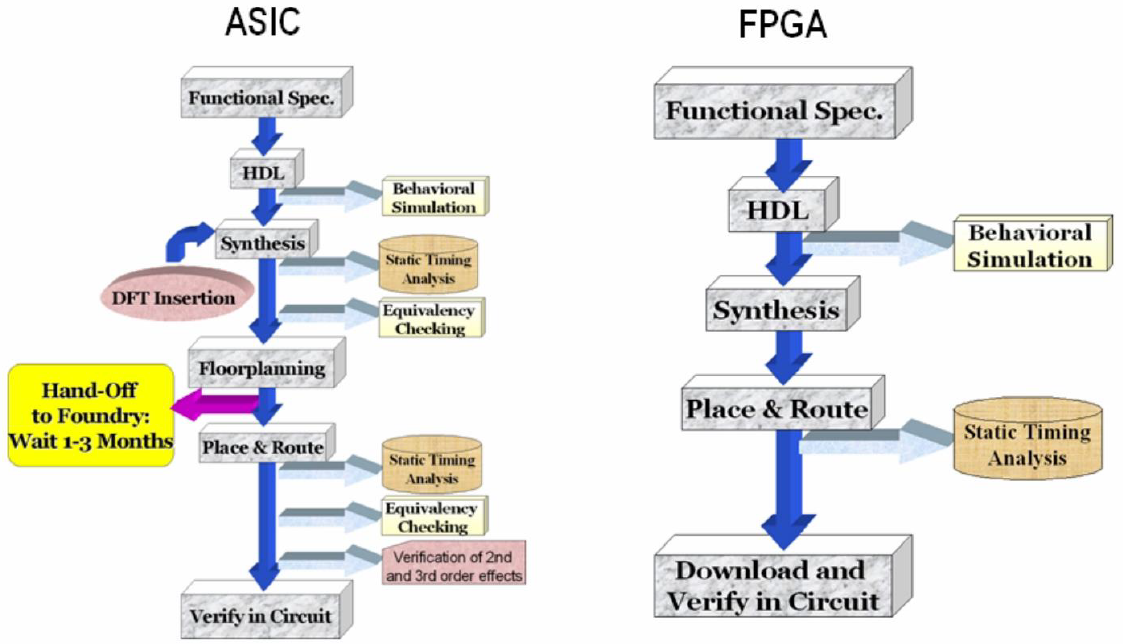 ASIC
Functional Spec.
HDL
Behavioral
Simulation
Synthesis
DFT Insertion
Static Timing
Analysis
Equivalency
Checking
Floorplanning
Hand-Off
to Foundry:
Wait 1-3 Months
Place & Route
Static Timing
Analysis
Equivalency
Checking
Verification of 2nd
and 3rd order effects
Verify in Circuit
FPGA
Functional Spec.
HDL
Behavioral
Simulation
Synthesis
Place & Route
Static Timing
Analysis
Download and
Verify in Circuit